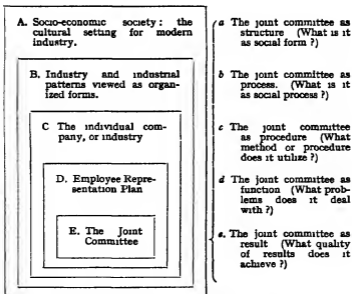 A. Socio-economic society : the
cultural setting for modern
industry.
B. Industry and industrial
patterns viewed as organ-
ized forms.
C The individual com-
pany, or industry
D. Employee Repre-
sentation Plan
E. The Joint
Committee
a The joint committee as
structure (What is it
as social form ?)
b The joint committee as
process. (What is it
as social process ?)
c The joint committee
as procedure (What
method or procedure
does it utilize ?)
d The joint committee as
function (What prob-
lems does it deal
with ?)
e. The joint committee as
result (What quality
of results does it
achieve ?)